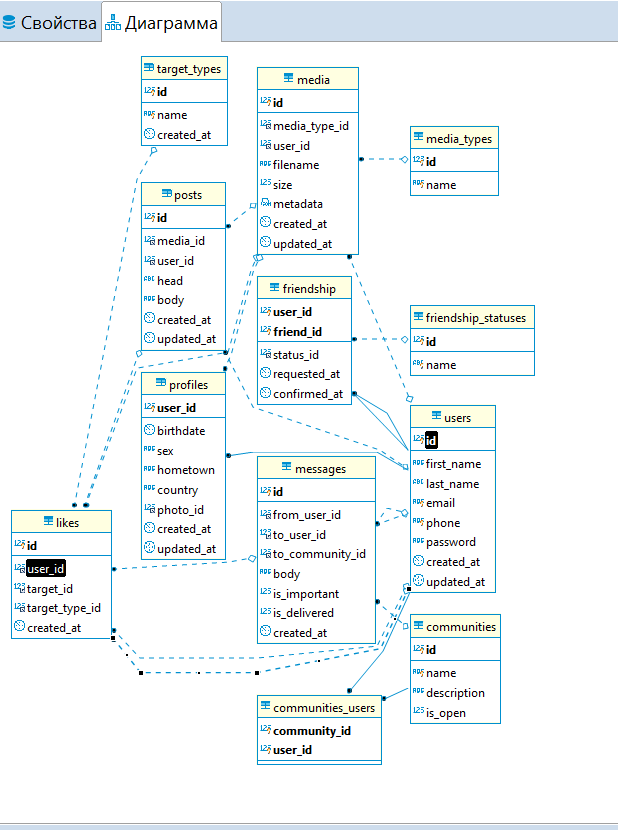 Свойства
Диаграмма
target_types
id
name
created_at
media
id
media_type_id
user_id
filename
size
metadata
created_at
updated_at
media_types
id
name
posts
id
media_id
user_id
head
body
created_at
updated_at
friendship
user_id
friend_id
status_id
requested_at
confirmed_at
friendship_statuses
id
name
profiles
user_id
birthdate
sex
hometown
country
photo_id
created_at
updated_at
users
id
first_name
last_name
email
phone
password
created_at
updated_at
messages
id
from_user_id
to_user_id
to_community_id
body
is_important
is_delivered
created_at
likes
id
user_id
target_id
target_type_id
created_at
communities
id
name
description
is_open
communities_users
community_id
user_id